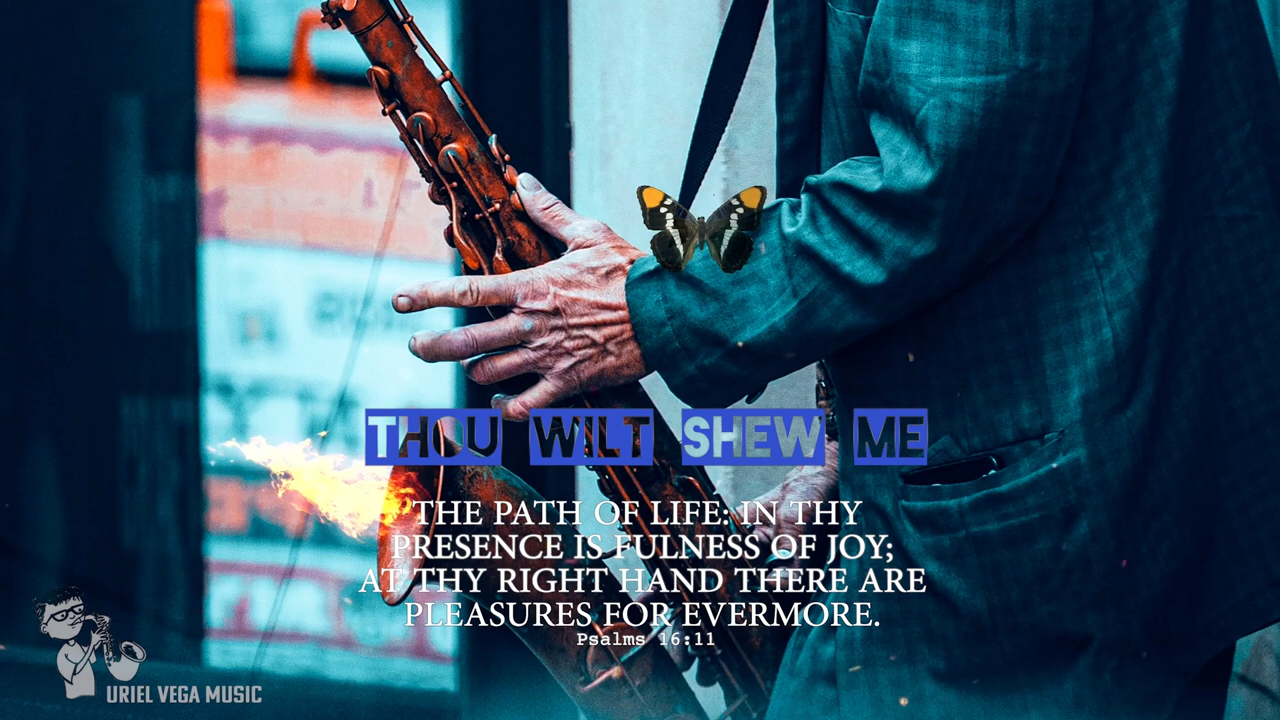 THOU WILT SHEW ME
THE PATH OF LIFE: IN THY
PRESENCE IS FULNESS OF JOY;
AT THY RIGHT HAND THERE ARE
PLEASURES FOR EVERMORE.
Psalms 16:11
URIEL VEGA MUSIC